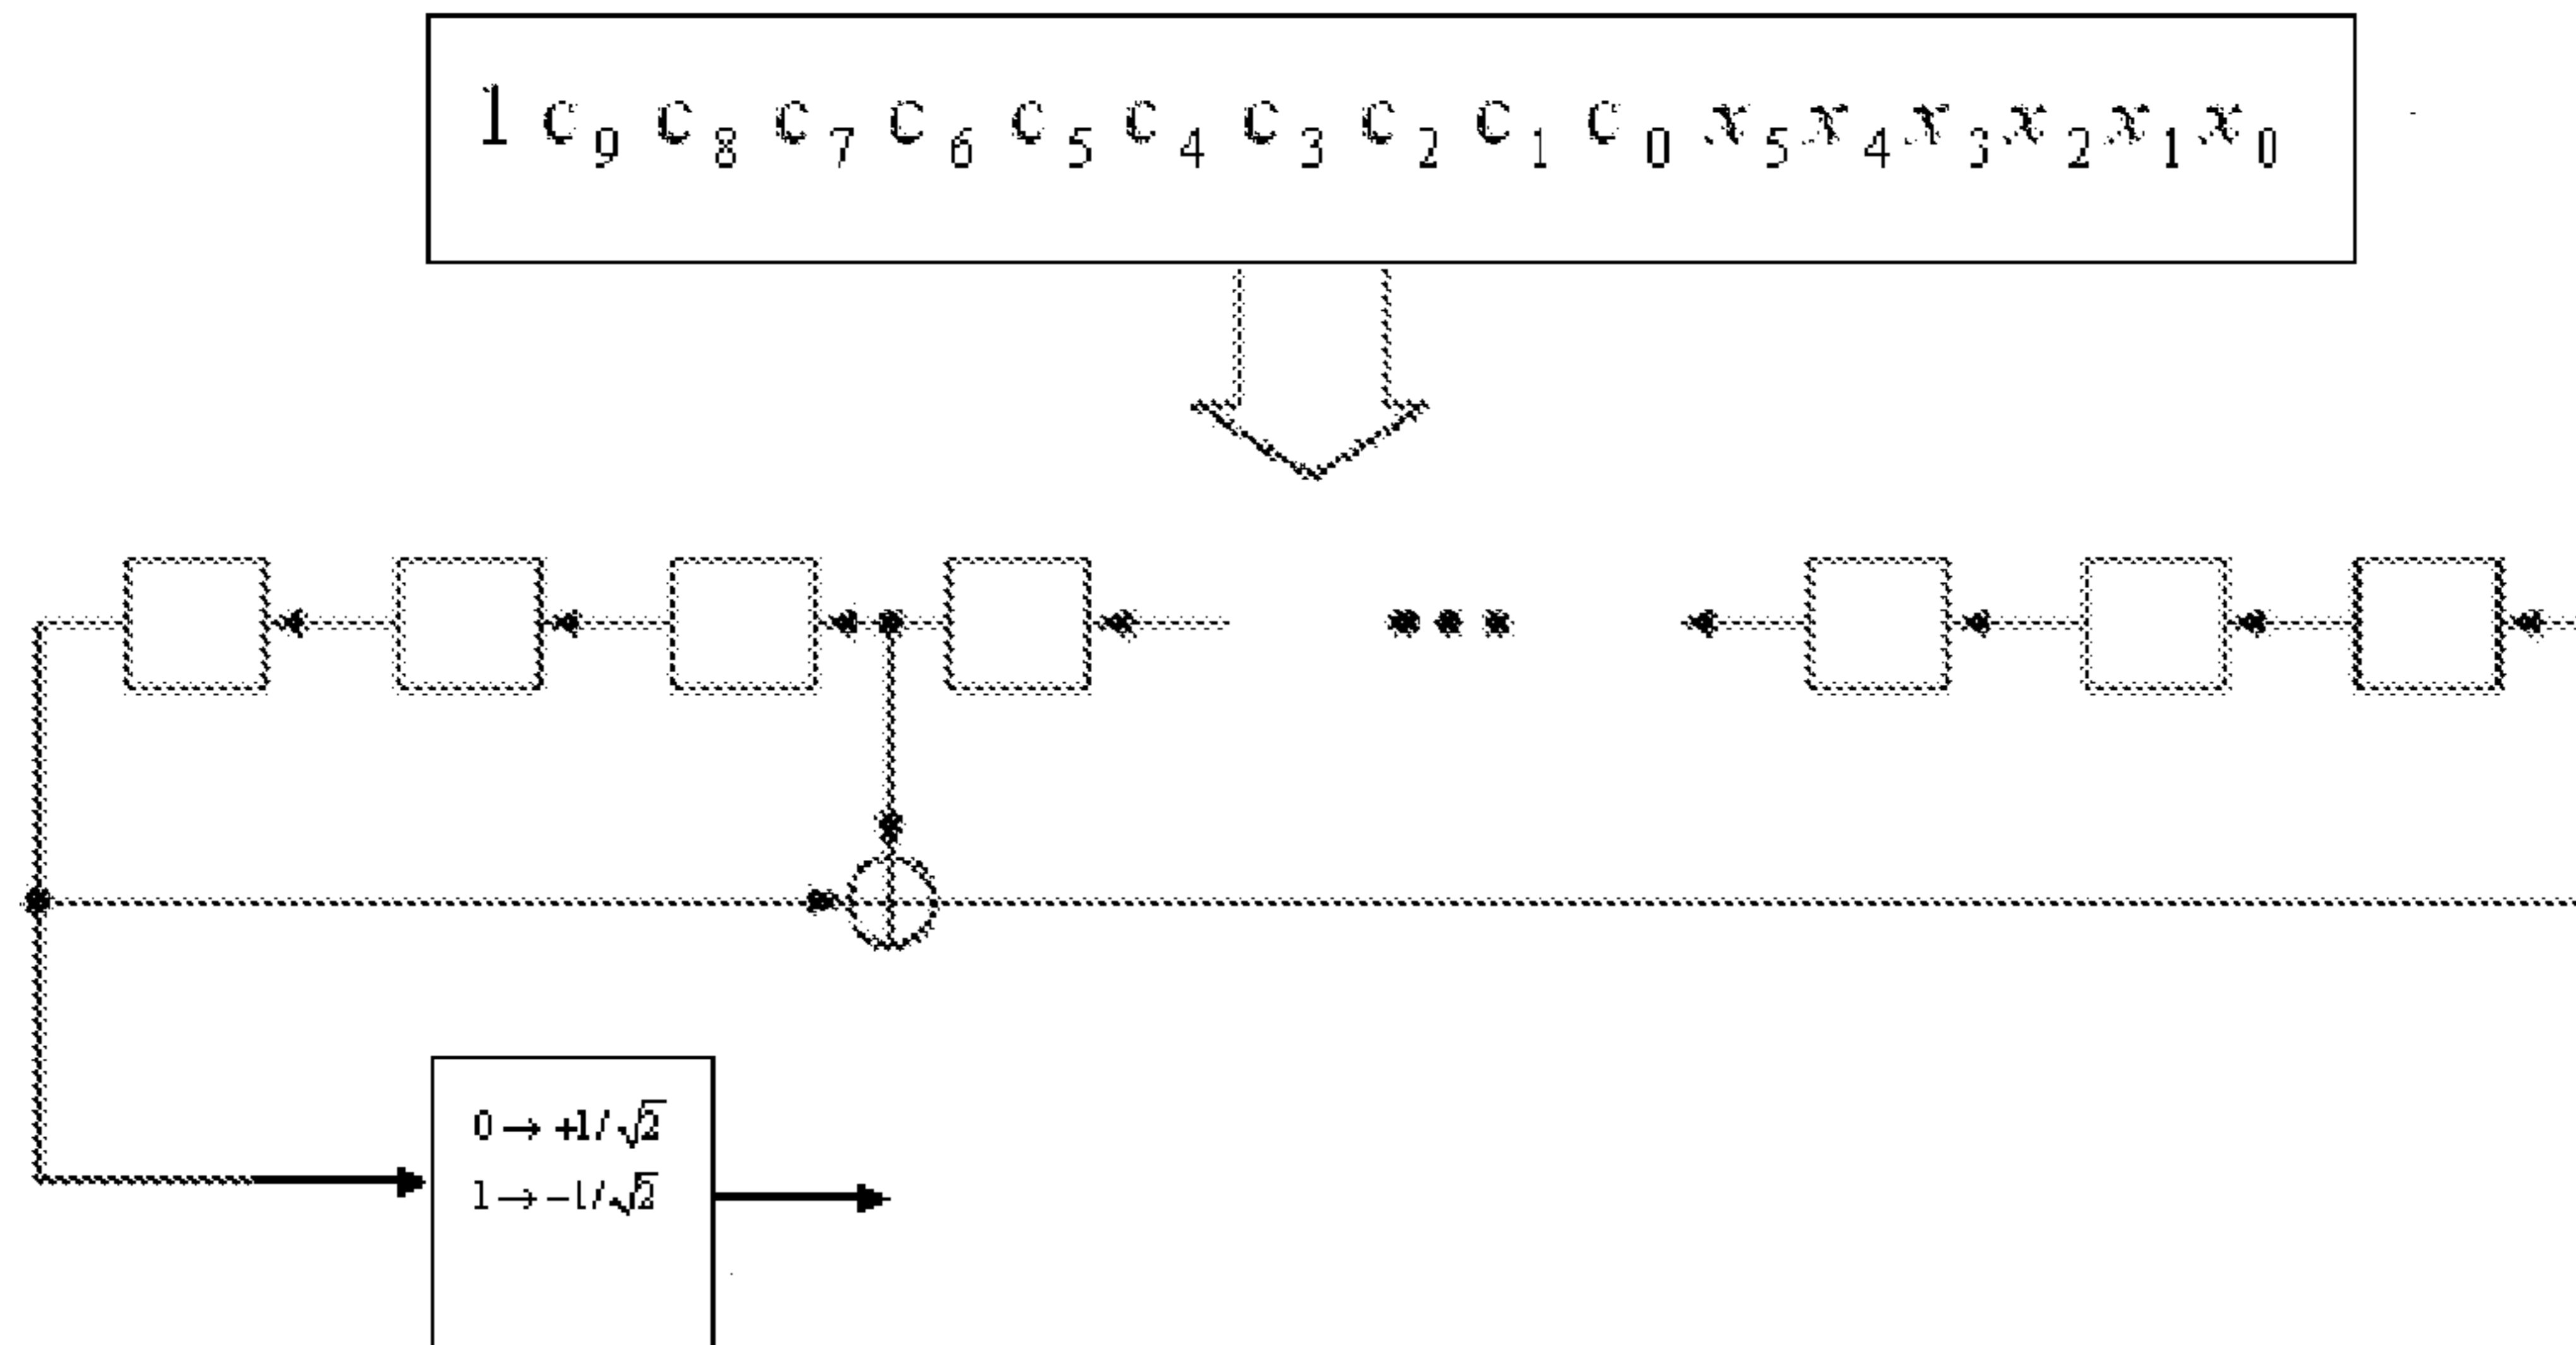 1 c₉ c₈ c₇ c₆ c₅ c₄ c₃ c₂ c₁ c₀ x₅ x₄ x₃ x₂ x₁ x₀
0 → +1/√2
1 → −1/√2